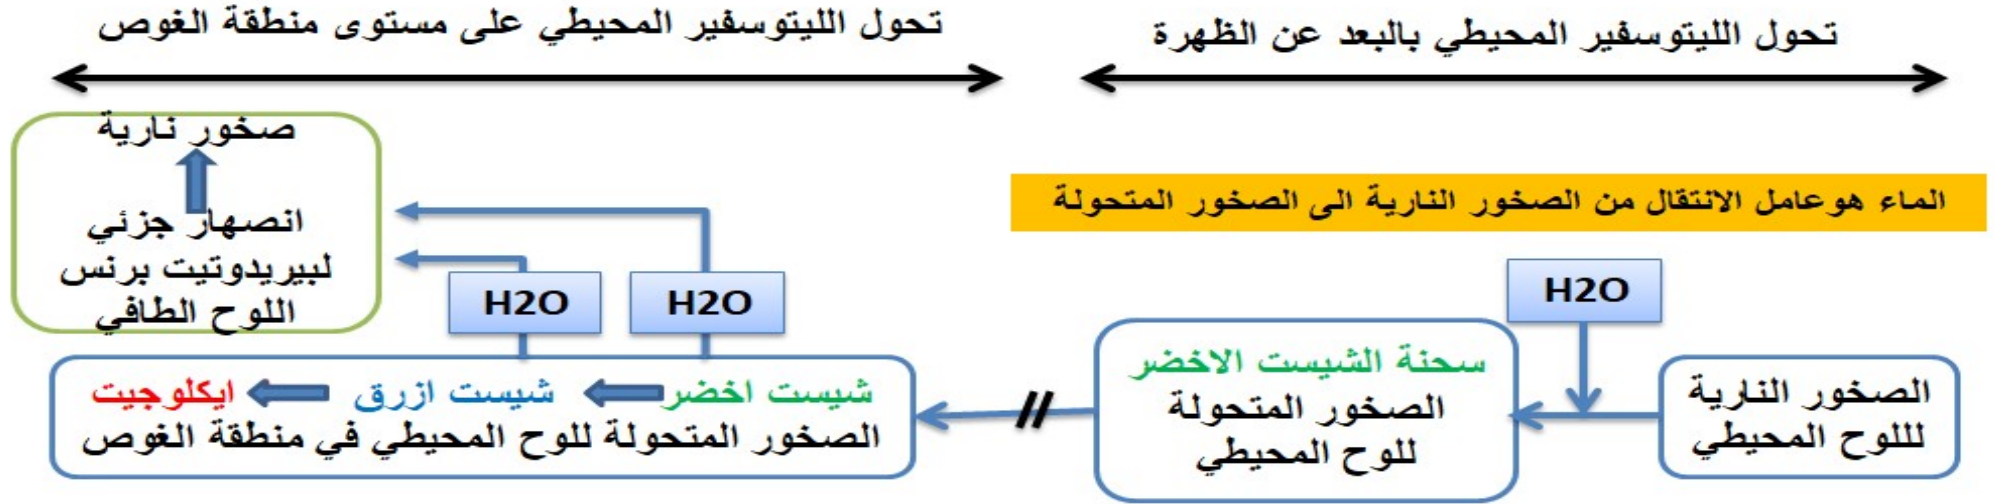 تحول الليتوسفير المحيطي بالبعد عن الظهرة
تحول الليتوسفير المحيطي على مستوى منطقة الغوص
الماء هوعامل الانتقال من الصخور النارية الى الصخور المتحولة
H2O
الصخور النارية
لللوح المحيطي
سحنة الشيست الاخضر
الصخور المتحولة
للوح المحيطي
H2O
H2O
شيست اخضر
شيست ازرق
ايكلوجيت
الصخور المتحولة للوح المحيطي في منطقة الغوص
صخور نارية
انصهار جزئي
لبيريدوتيت برنس
اللوح الطافي